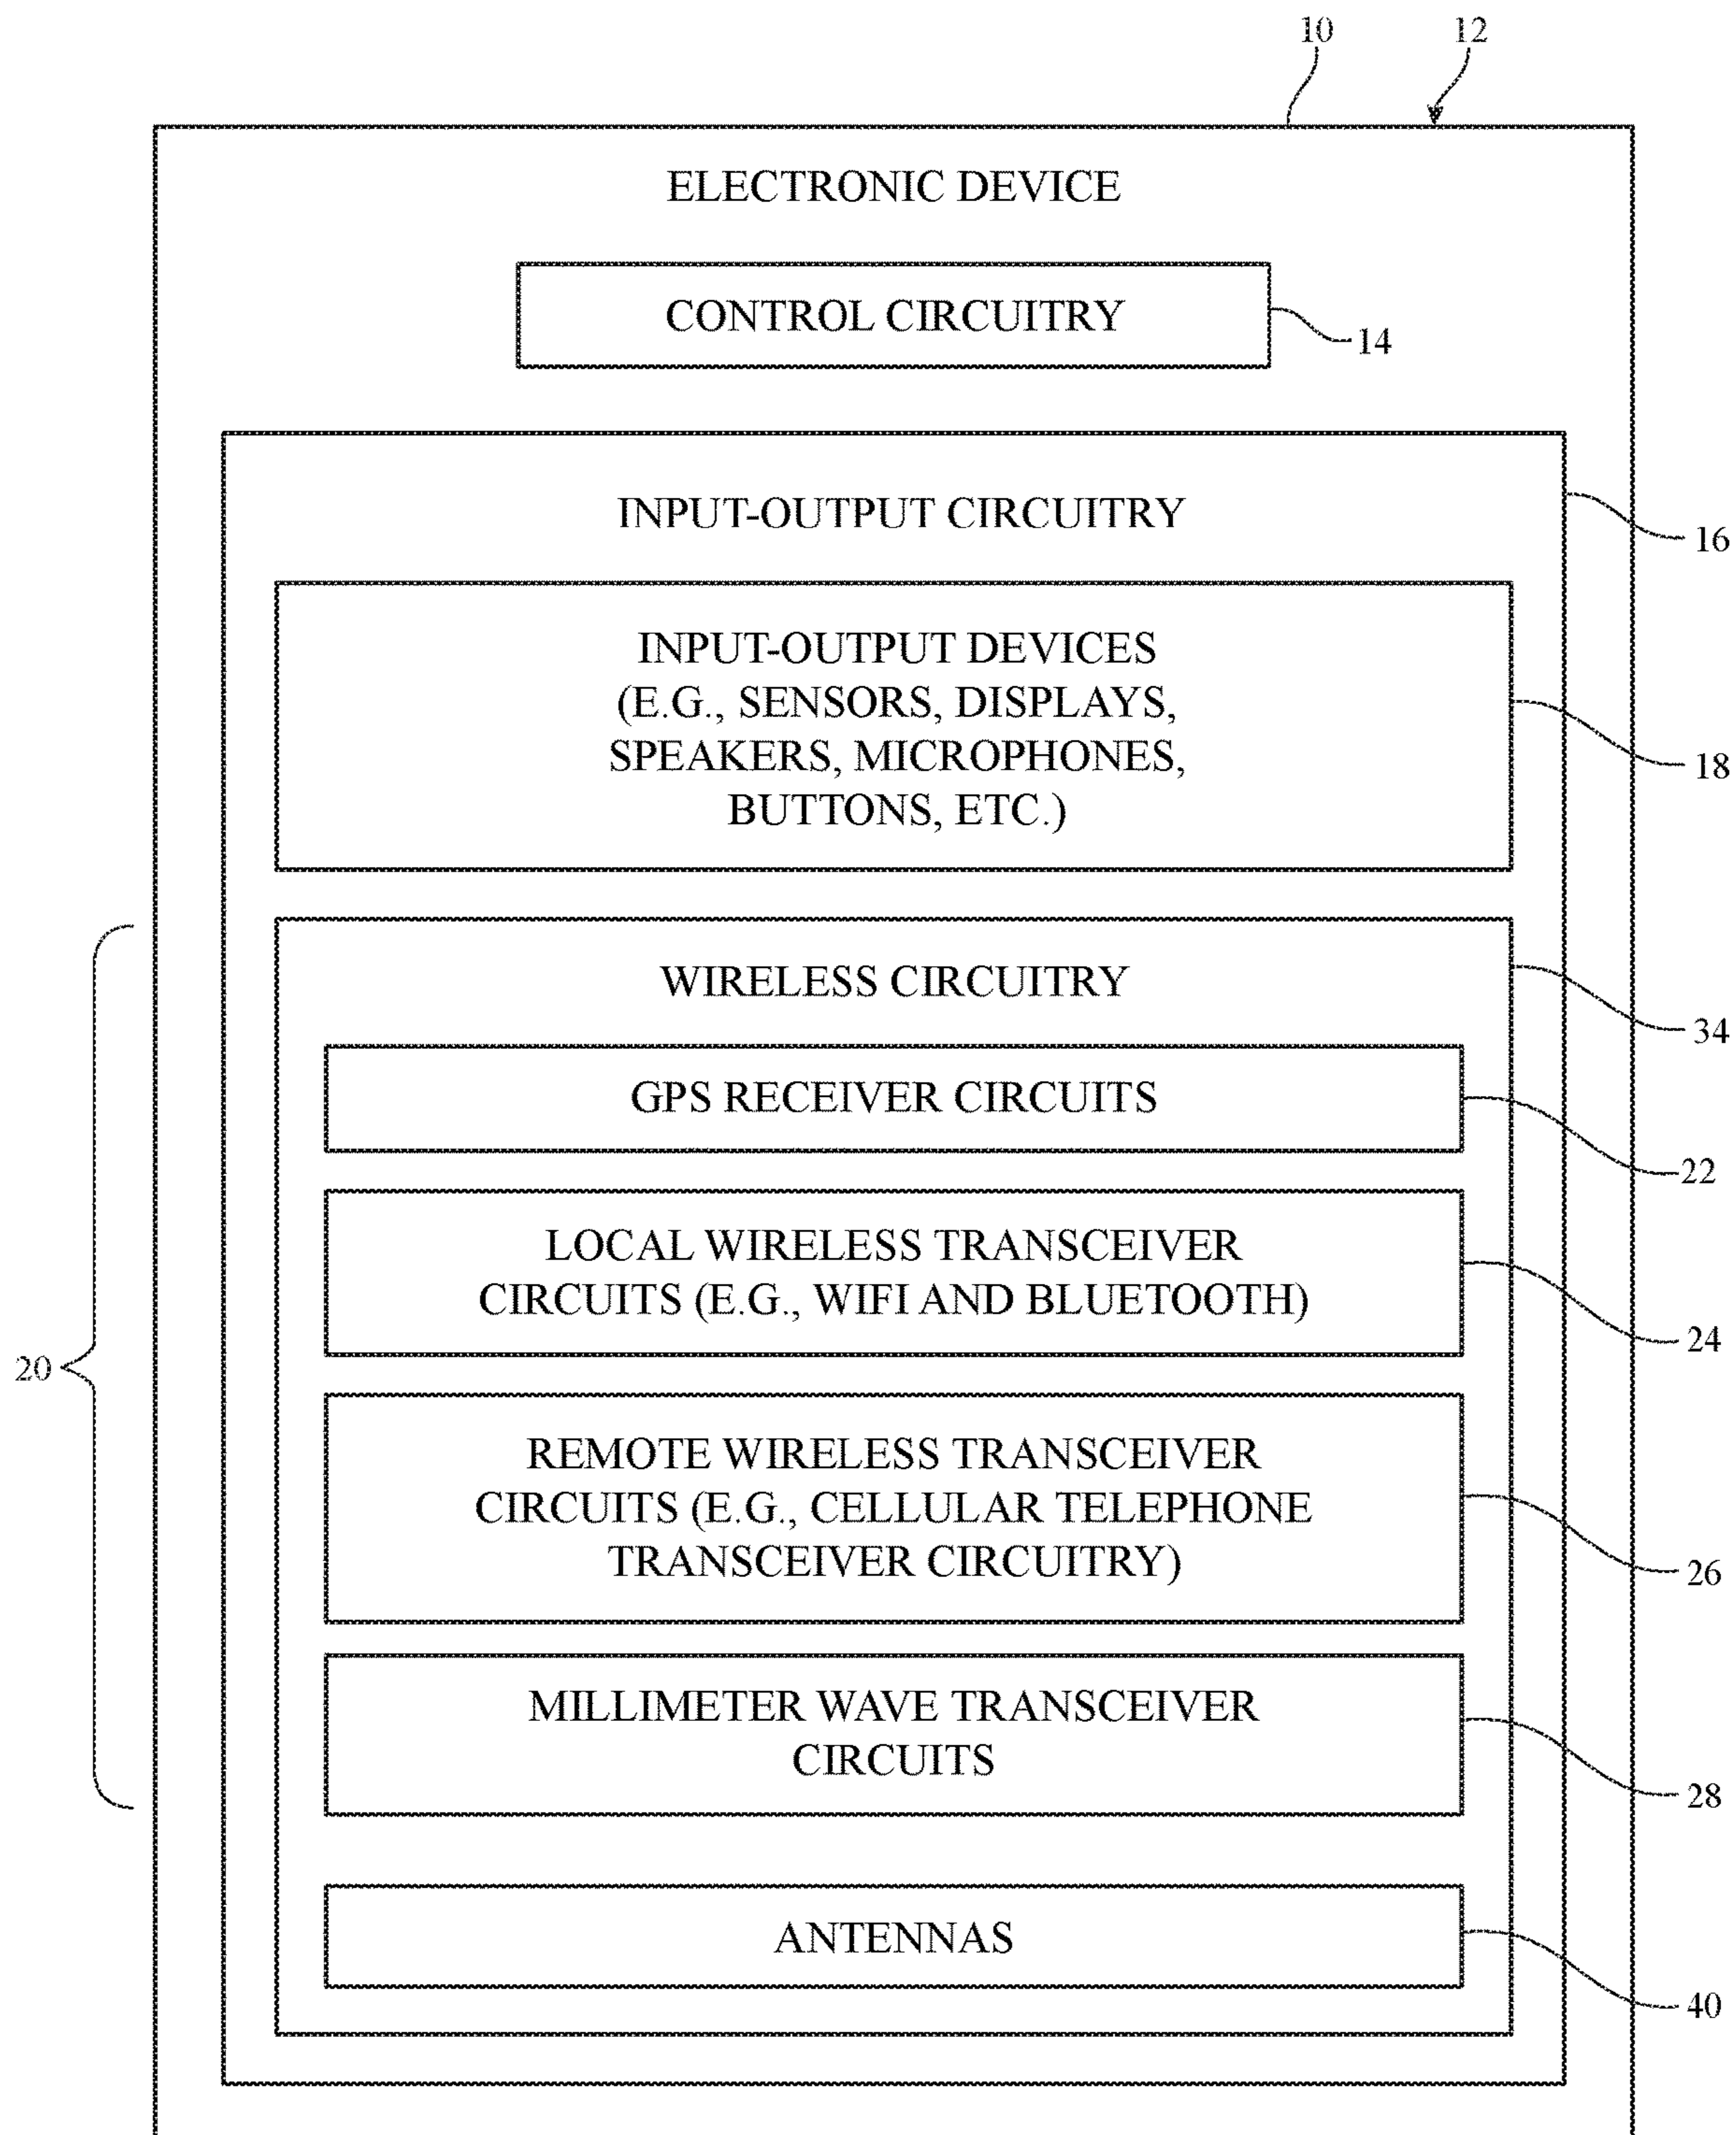 10
12
ELECTRONIC DEVICE
CONTROL CIRCUITRY
14
INPUT-OUTPUT CIRCUITRY
16
INPUT-OUTPUT DEVICES
(E.G., SENSORS, DISPLAYS,
SPEAKERS, MICROPHONES,
BUTTONS, ETC.)
18
WIRELESS CIRCUITRY
34
GPS RECEIVER CIRCUITS
22
LOCAL WIRELESS TRANSCEIVER
CIRCUITS (E.G., WIFI AND BLUETOOTH)
24
20
REMOTE WIRELESS TRANSCEIVER
CIRCUITS (E.G., CELLULAR TELEPHONE
TRANSCEIVER CIRCUITRY)
26
MILLIMETER WAVE TRANSCEIVER
CIRCUITS
28
ANTENNAS
40